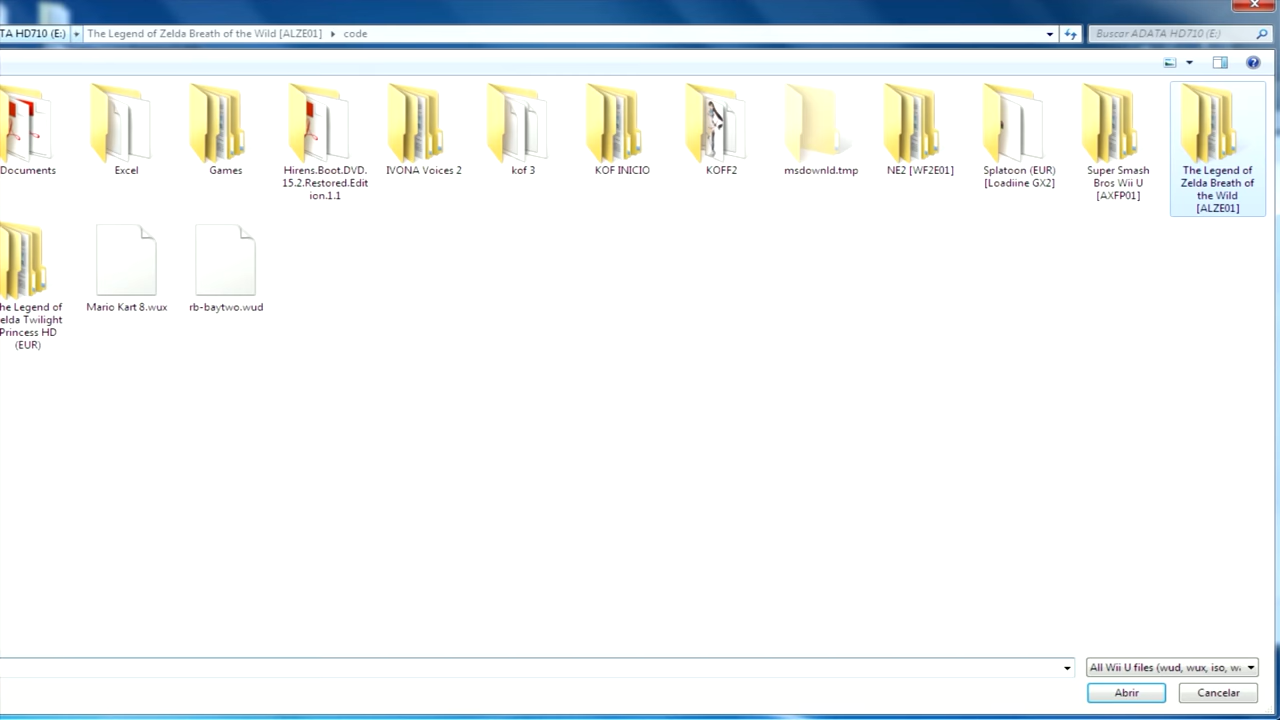 TA HD710 (E:)
The Legend of Zelda Breath of the Wild [ALZE01]
code
Buscar ADATA HD710 (E:)
Documents
Excel
Games
Hirens.Boot.DVD.
15.2.Restored.Edit
ion.1.1
IVONA Voices 2
kof 3
KOF INICIO
KOFF2
msdownld.tmp
NE2 [WF2E01]
Splatoon (EUR)
[Loadiine GX2]
Super Smash
Bros Wii U
[AXFP01]
The Legend of
Zelda Breath of
the Wild
[ALZE01]
he Legend of
elda Twilight
Princess HD
(EUR)
Mario Kart 8.wux
rb-baytwo.wud
All Wii U files (wud, wux, iso, w
Abrir
Cancelar